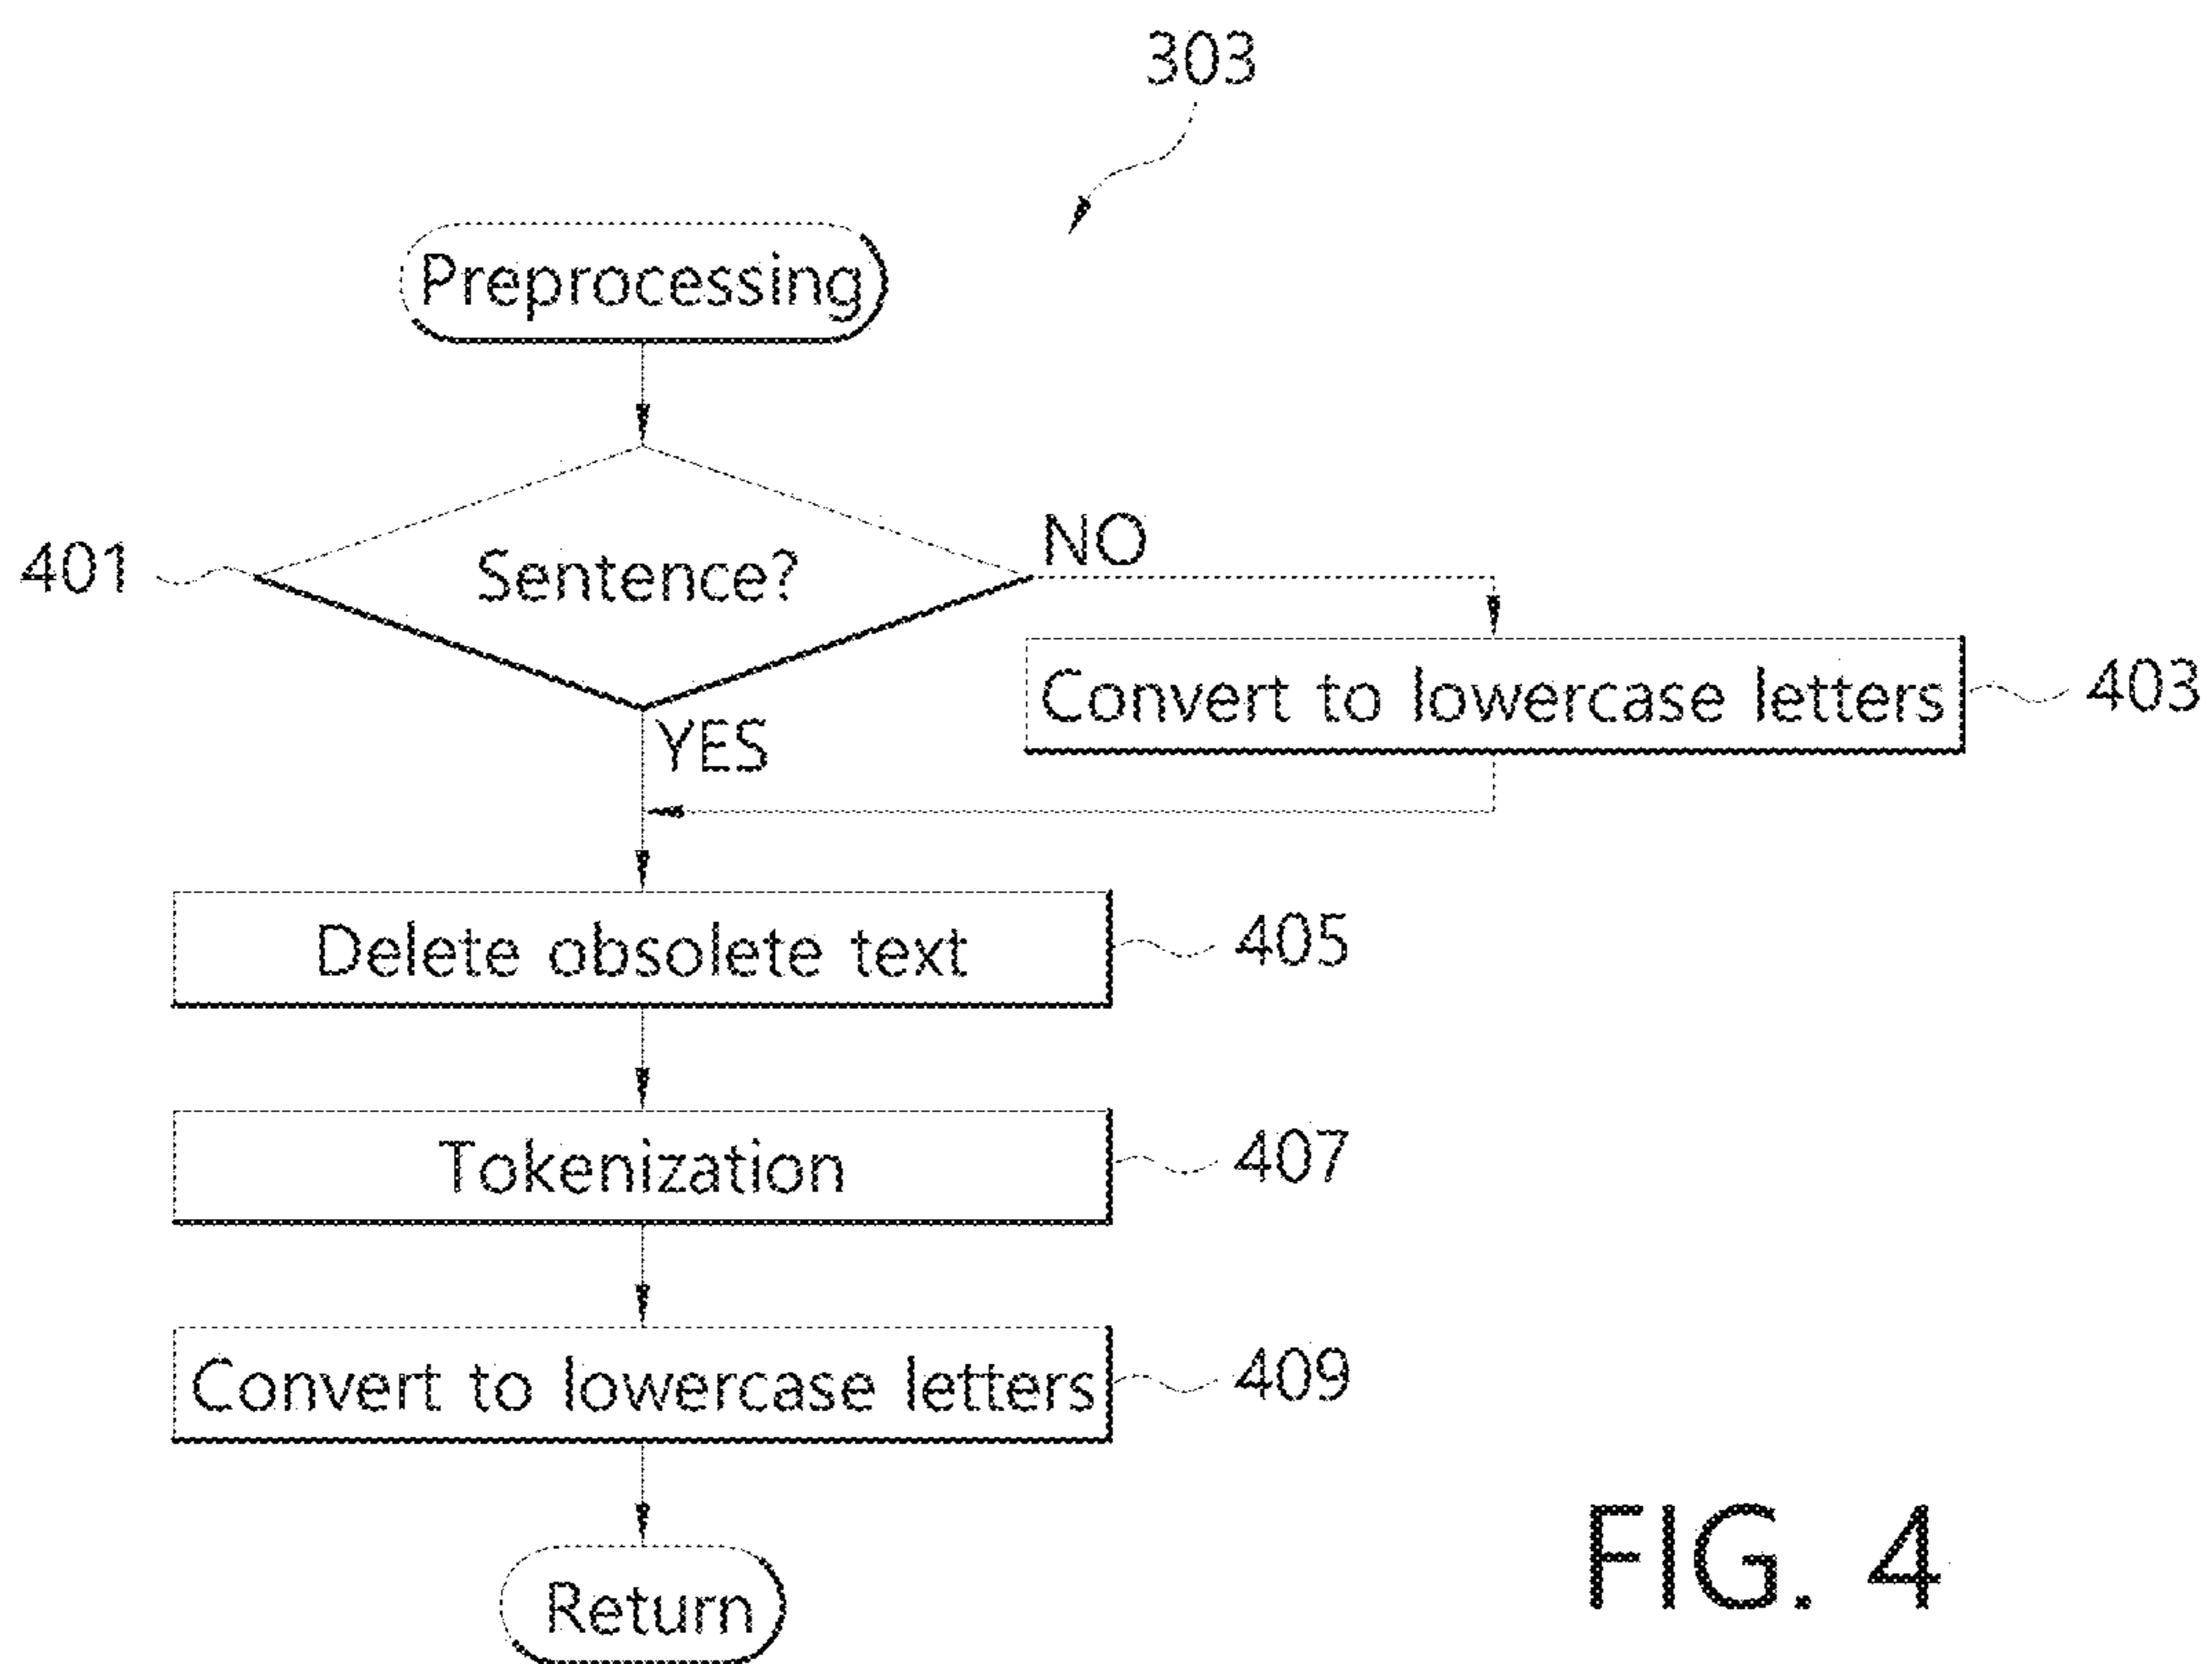 303
Preprocessing
401
Sentence?
NO
Convert to lowercase letters
403
YES
Delete obsolete text
405
Tokenization
407
Convert to lowercase letters
409
Return
FIG. 4